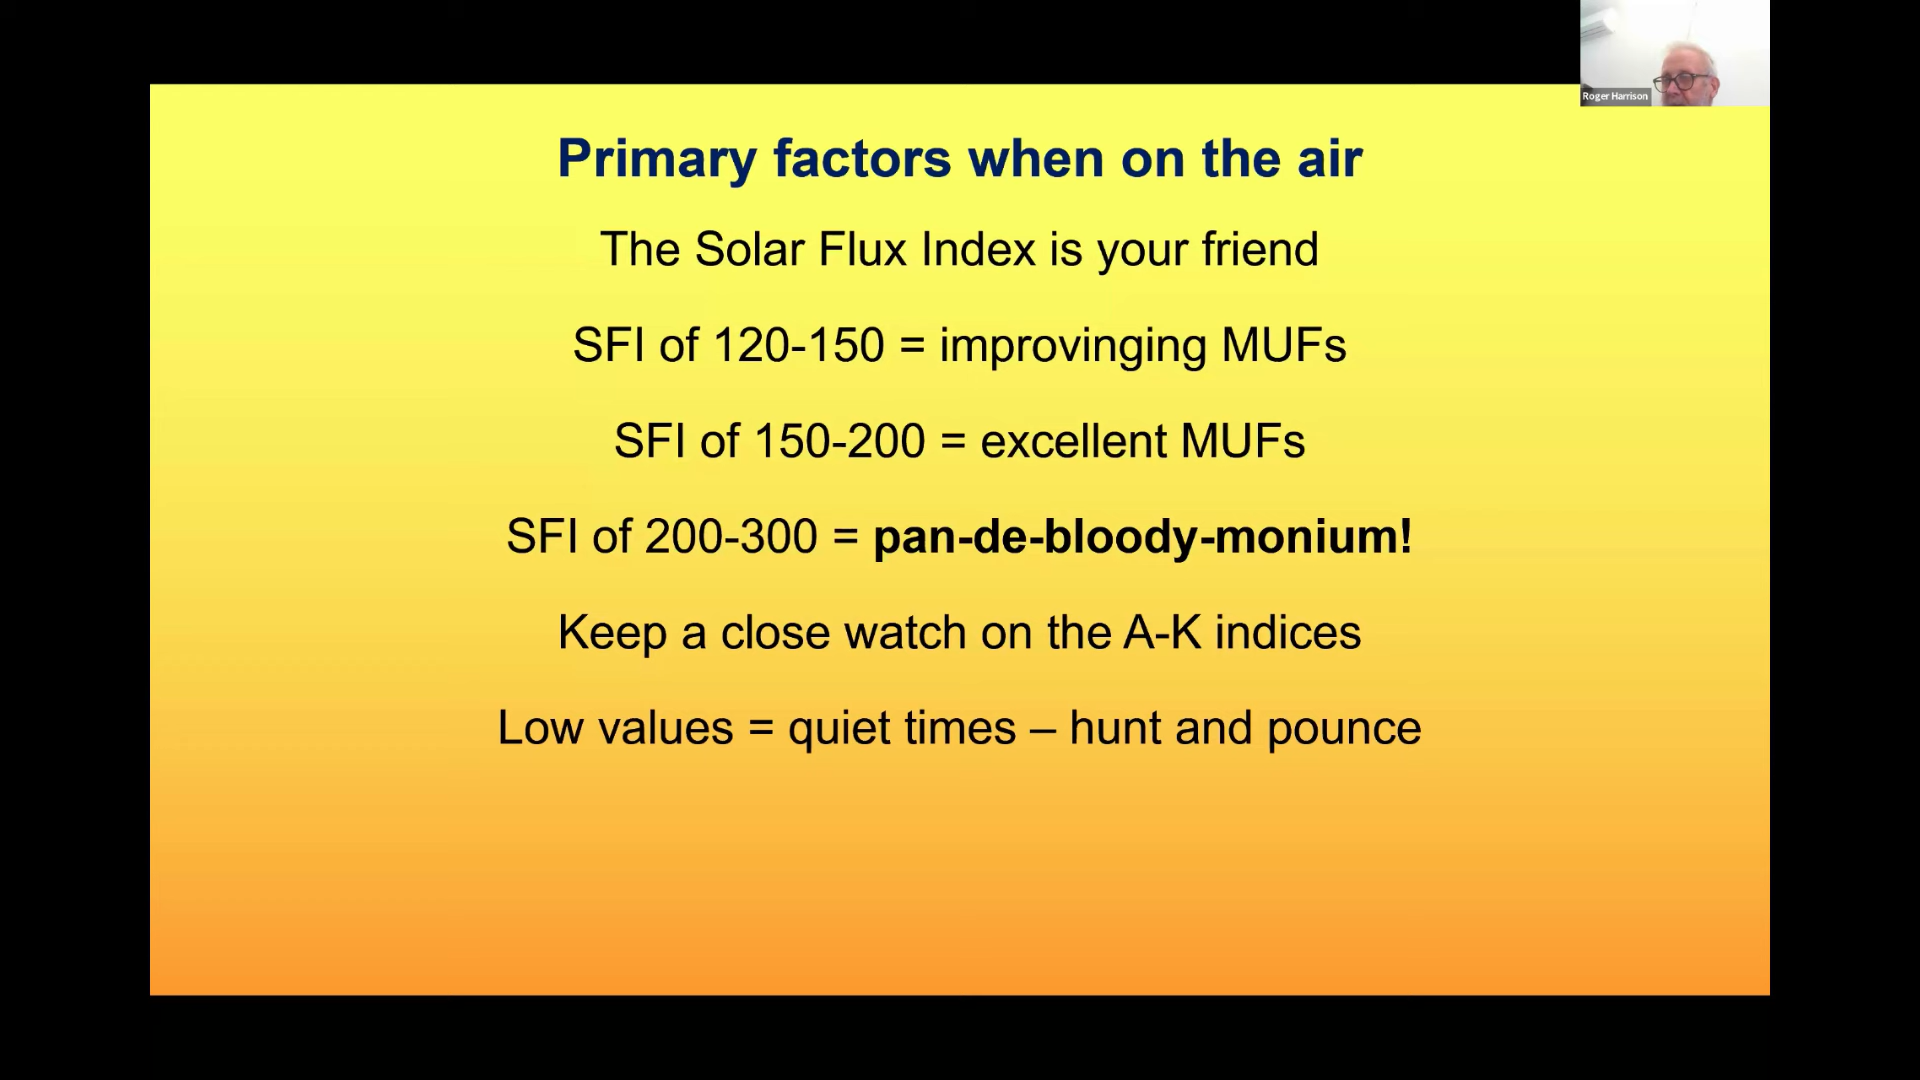 Roger Harrison
Primary factors when on the air
The Solar Flux Index is your friend
SFI of 120-150 = improvinging MUFs
SFI of 150-200 = excellent MUFs
SFI of 200-300 = pan-de-bloody-monium!
Keep a close watch on the A-K indices
Low values = quiet times – hunt and pounce